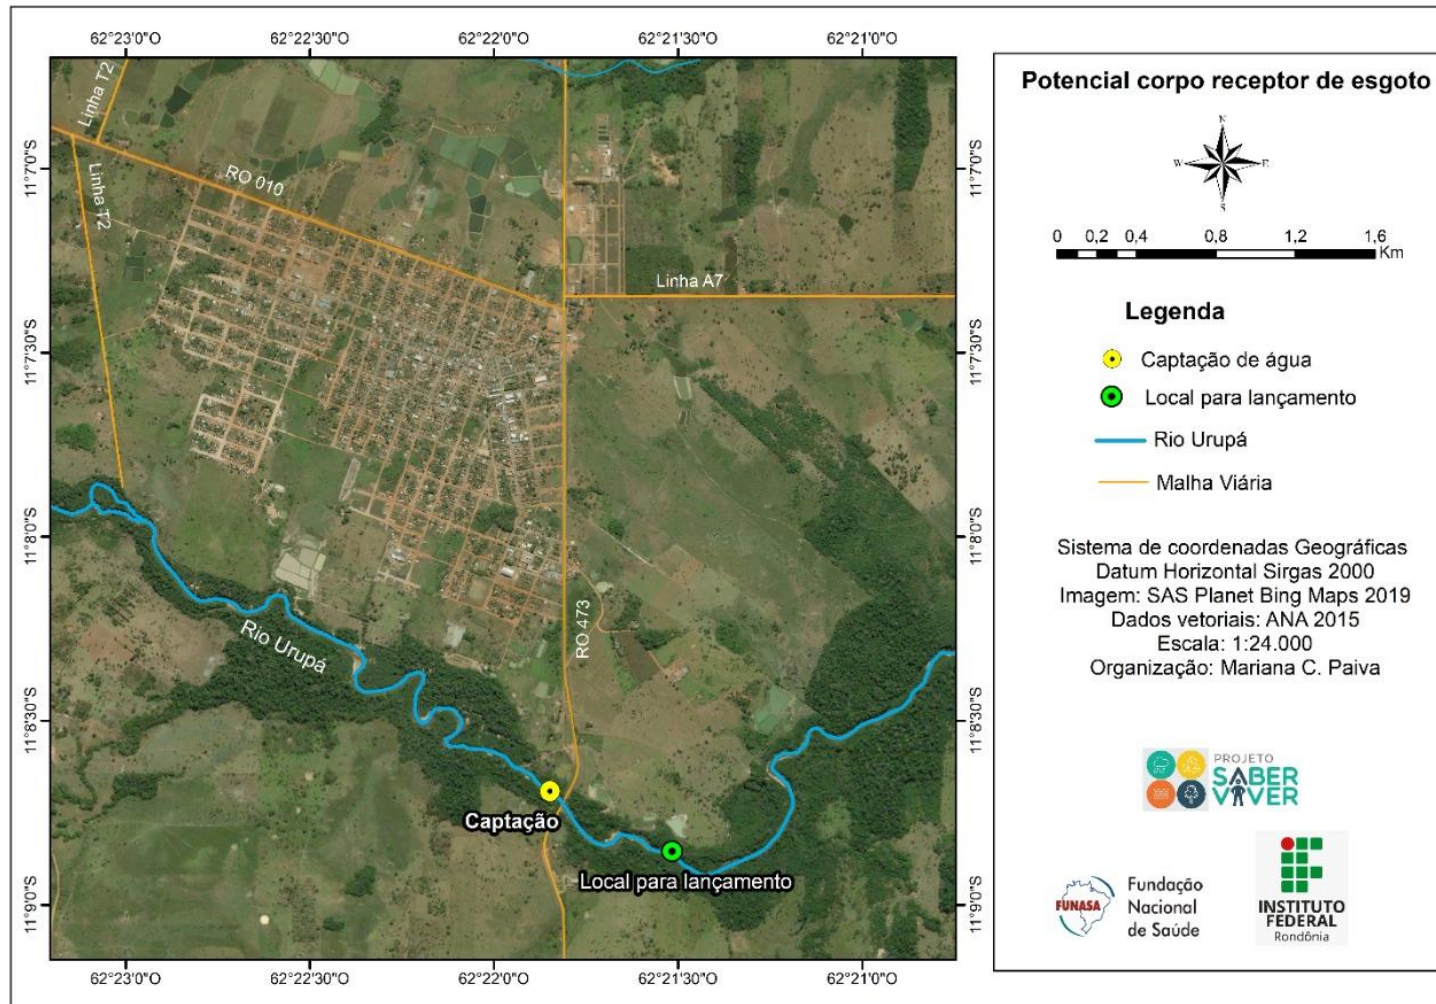 62°23'0"O
62°22'30"O
62°22'0"O
62°21'30"O
62°21'0"O
11°7'0"S
11°7'30"S
11°8'0"S
11°8'30"S
11°9'0"S
Linha T2
Linha T2
RO 010
Linha A7
RO 473
Rio Urupá
Captação
Local para lançamento
11°7'0"S
11°7'30"S
11°8'0"S
11°8'30"S
11°9'0"S
62°23'0"O
62°22'30"O
62°22'0"O
62°21'30"O
62°21'0"O
Potencial corpo receptor de esgoto
N
W
E
S
0 0,2 0,4 0,8 1,2 1,6
Km
Legenda
Captação de água
Local para lançamento
Rio Urupá
Malha Viária
Sistema de coordenadas Geográficas
Datum Horizontal Sirgas 2000
Imagem: SAS Planet Bing Maps 2019
Dados vetoriais: ANA 2015
Escala: 1:24.000
Organização: Mariana C. Paiva
PROJETO
SABER
VIVER
FUNASA
Fundação
Nacional
de Saúde
INSTITUTO
FEDERAL
Rondônia